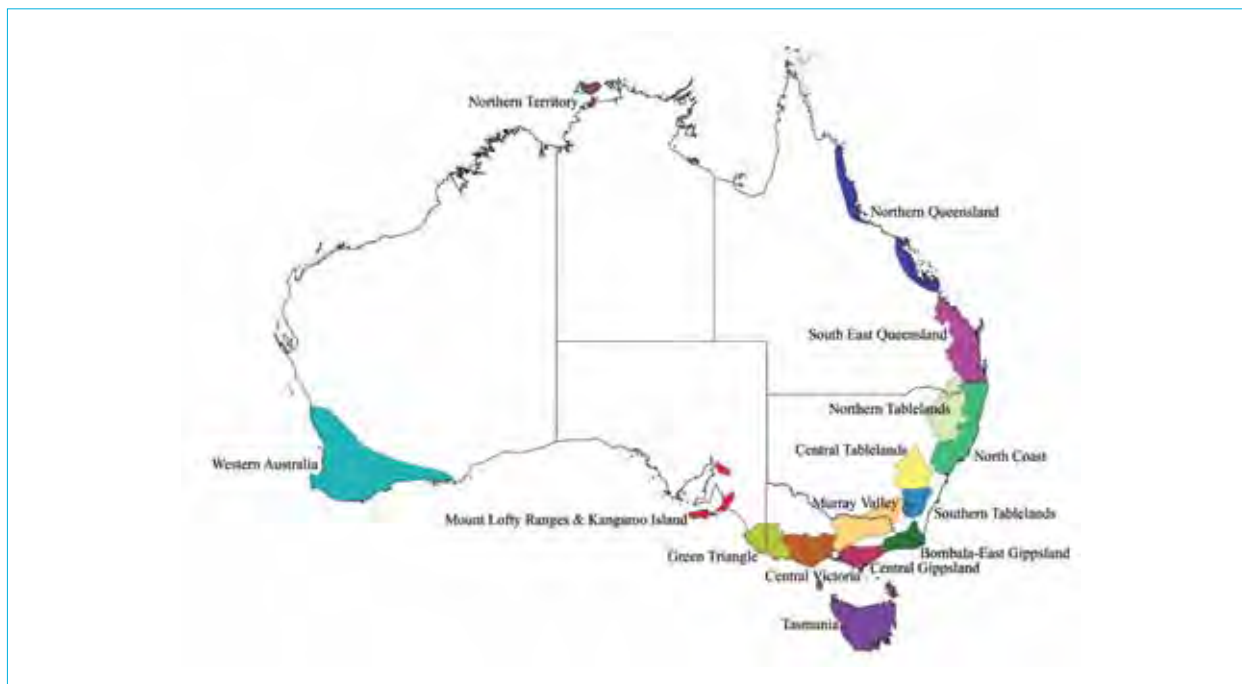 Northern Territory
Northern Queensland
South East Queensland
Northern Tablelands
Central Tablelands
North Coast
Western Australia
Murray Valley
Southern Tablelands
Mount Lofty Ranges & Kangaroo Island
Green Triangle
Bombala-East Gippsland
Central Gippsland
Central Victoria
Tasmania